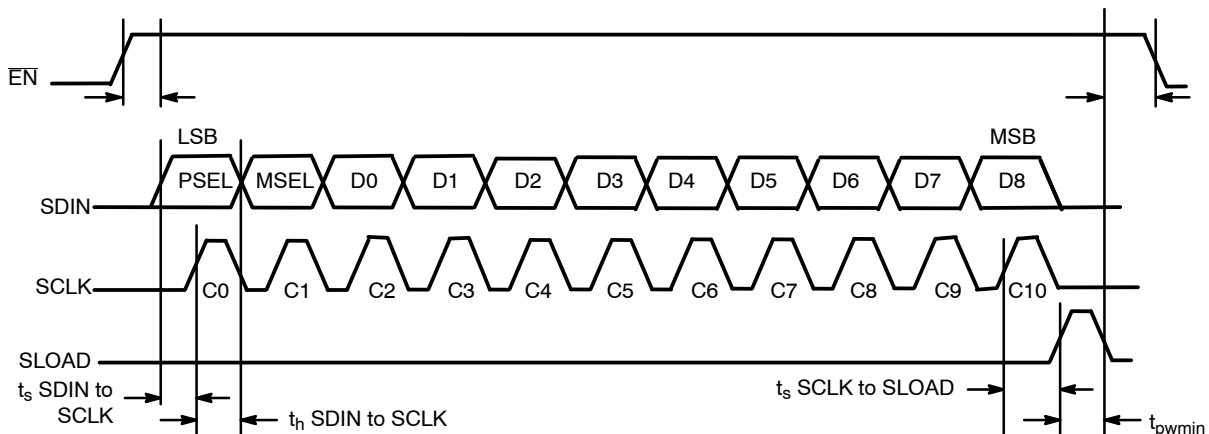 EN
LSB
MSB
PSEL MSEL D0 D1 D2 D3 D4 D5 D6 D7 D8
SDIN
SCLK
C0 C1 C2 C3 C4 C5 C6 C7 C8 C9 C10
SLOAD
ts SDIN to
SCLK
th SDIN to SCLK
ts SCLK to SLOAD
tpwmin